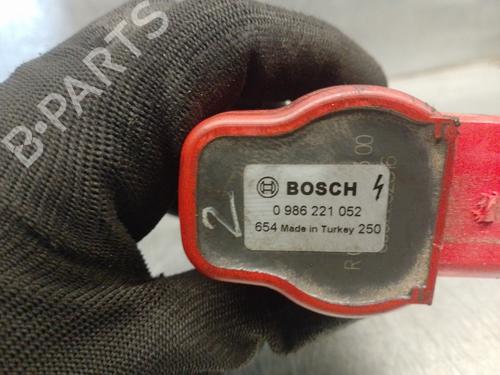 B-PARTS
BOSCH
0 986 221 052
654 Made in Turkey 250
2